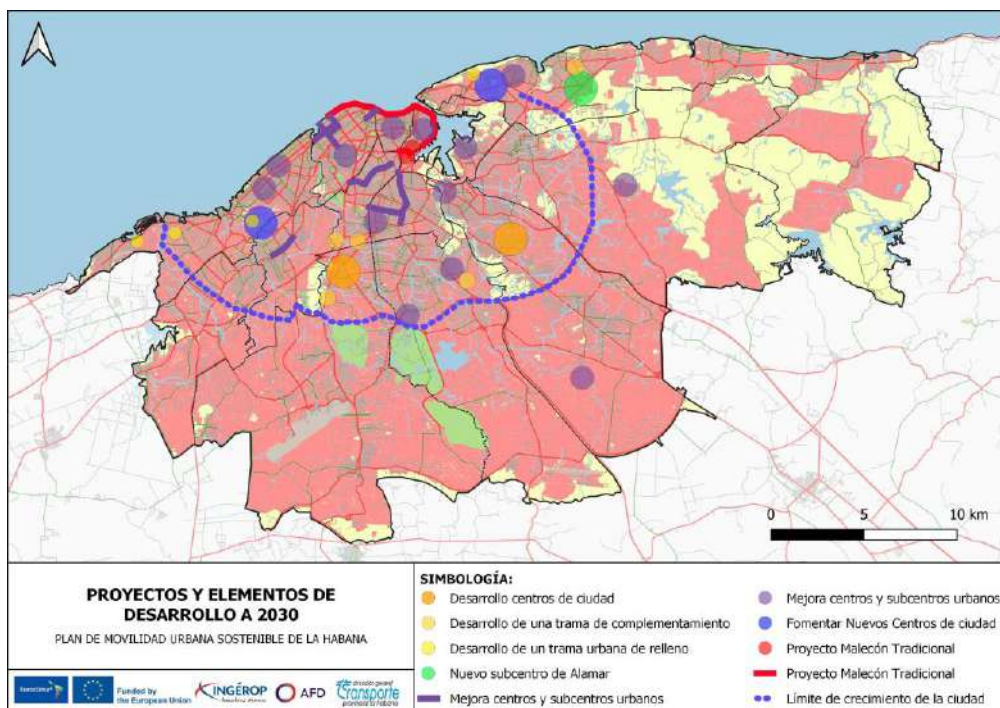 0 5 10 km
PROYECTOS Y ELEMENTOS DE
DESARROLLO A 2030
PLAN DE MOVILIDAD URBANA SOSTENIBLE DE LA HABANA
Funded by
the European Union
INGÉROP
AFD
Transporte
SIMBOLOGÍA:
Desarrollo centros de ciudad
Desarrollo de una trama de complementamiento
Desarrollo de un trama urbana de relleno
Nuevo subcentro de Alamar
Mejora centros y subcentros urbanos
Mejora centros y subcentros urbanos
Fomentar Nuevos Centros de ciudad
Proyecto Malecón Tradicional
Proyecto Malecón Tradicional
Límite de crecimiento de la ciudad